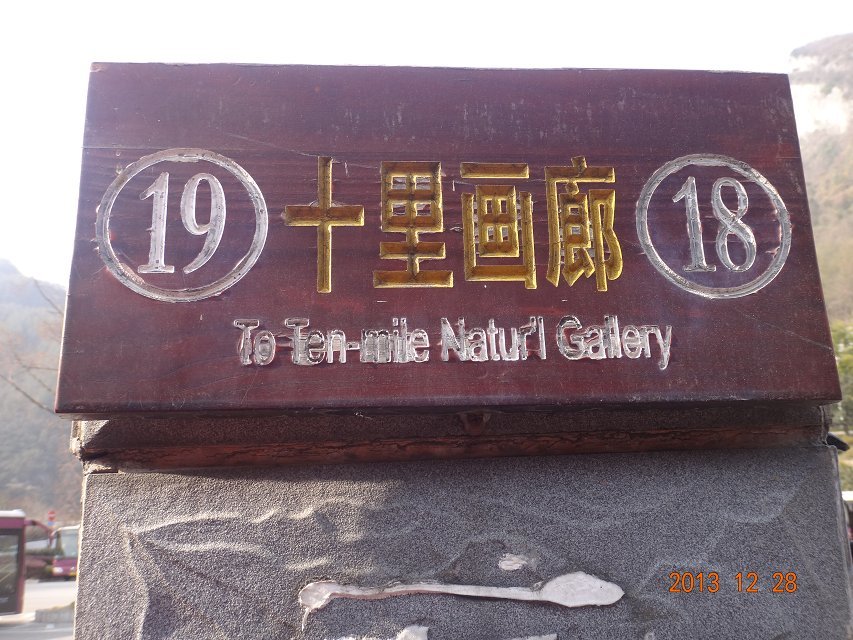 19 十里画廊 18
To Ten-mile Natur'l Gallery
2013 12 28